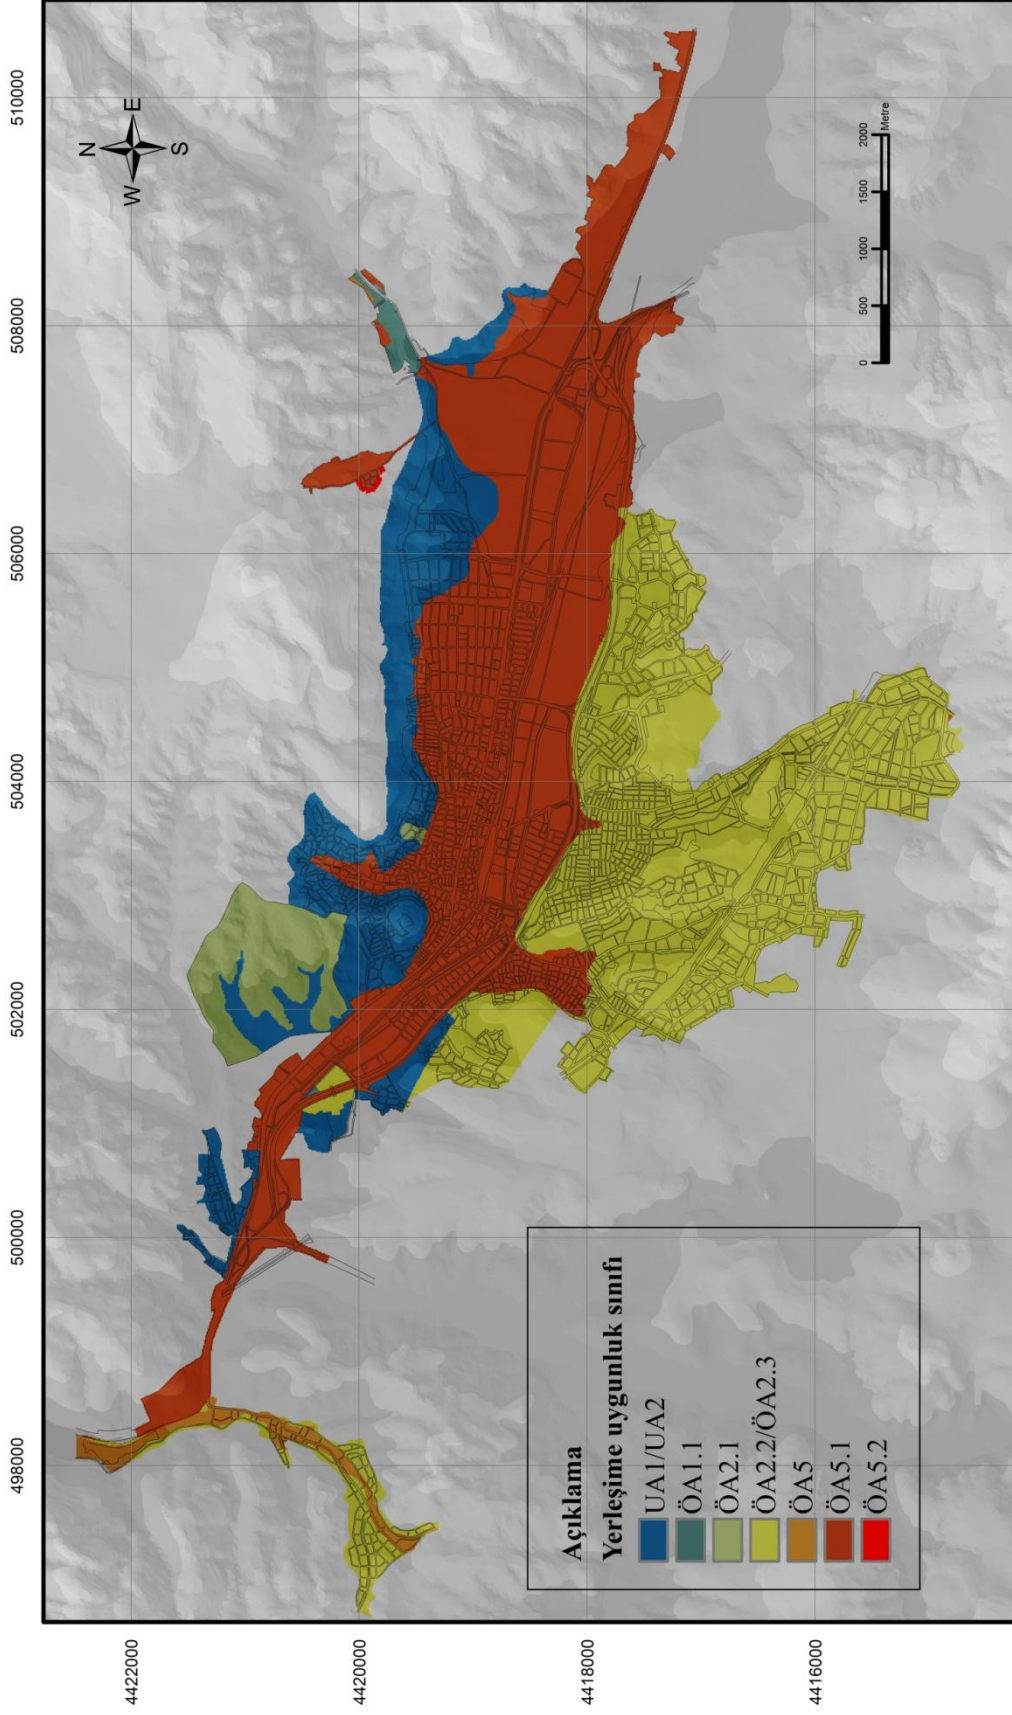 N
W E
S
510000
508000
506000
504000
502000
500000
498000
4422000
4420000
4418000
4416000
0 500 1000 1500 2000
Metre
Açıklama
Yerleşime uygunluk sınıfı
UA1/UA2
ÖA1.1
ÖA2.1
ÖA2.2/ÖA2.3
ÖA5
ÖA5.1
ÖA5.2